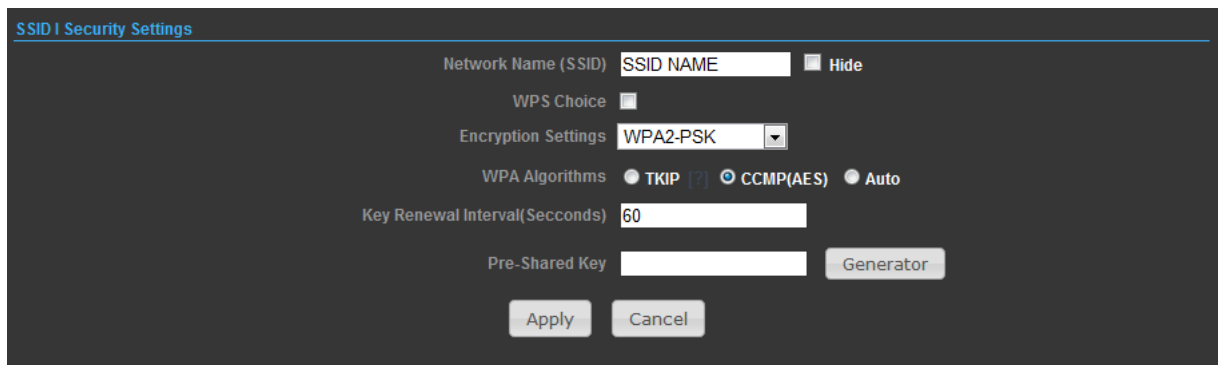 SSID I Security Settings
Network Name (SSID) SSID NAME Hide
WPS Choice
Encryption Settings WPA2-PSK
WPA Algorithms TKIP [?] CCMP(AES) Auto
Key Renewal Interval(Secconds) 60
Pre-Shared Key Generator
Apply Cancel